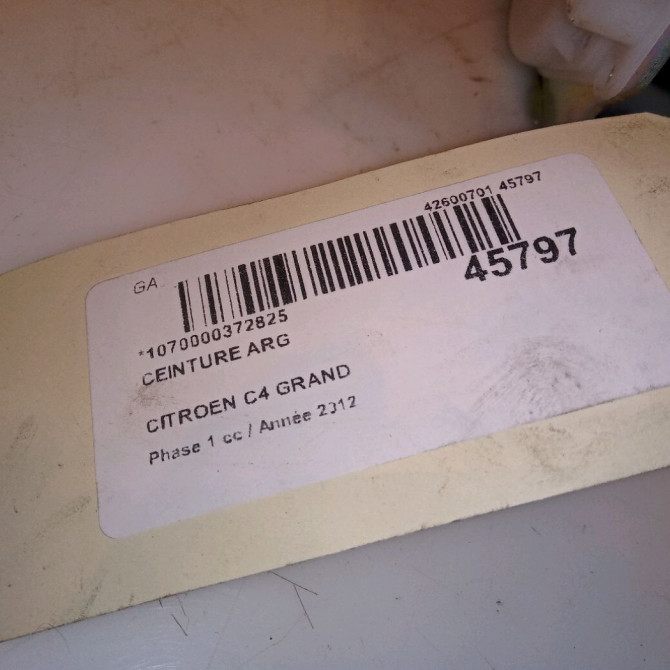 42600701 45797
GA
45797
*1070000372825
CEINTURE ARG
CITROEN C4 GRAND
Phase 1 cc / Année 2012